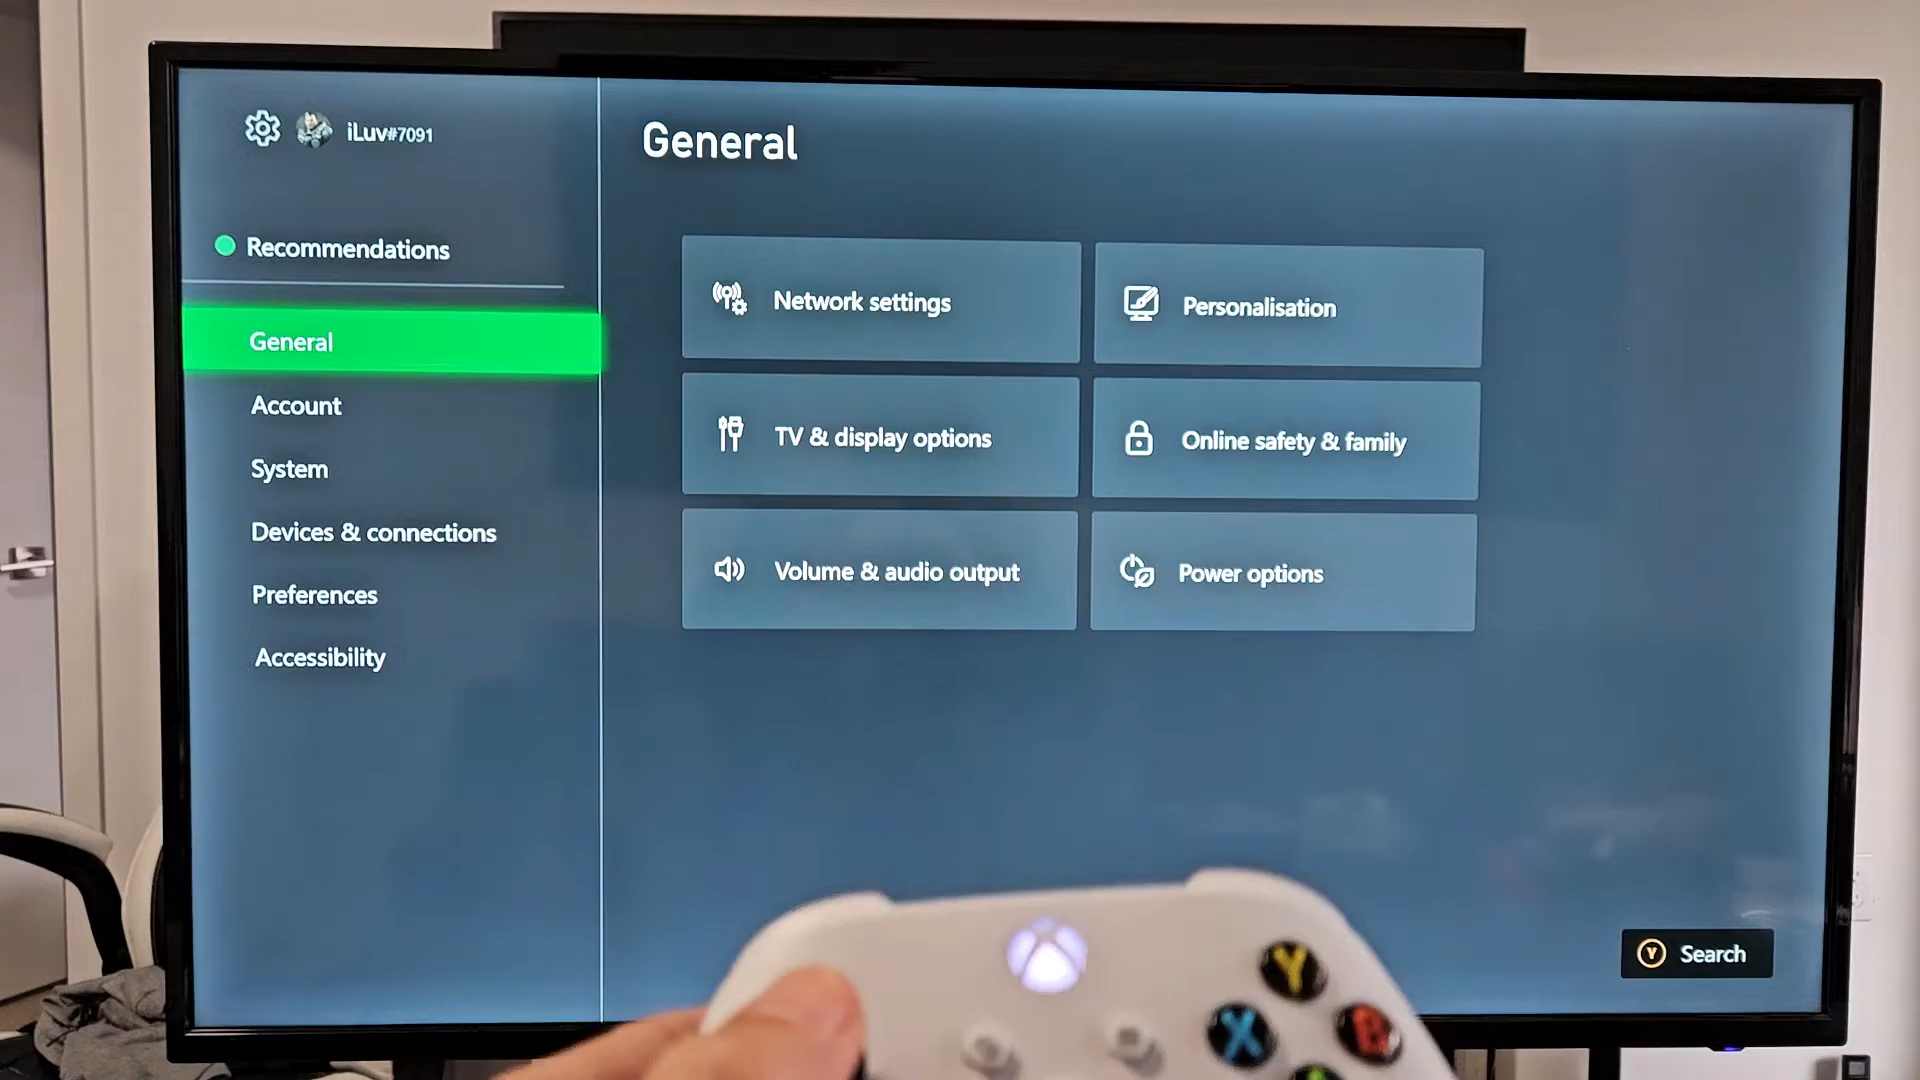 iLuv#7091
Recommendations
General
Account
System
Devices & connections
Preferences
Accessibility
General
Network settings
Personalisation
TV & display options
Online safety & family
Volume & audio output
Power options
Y Search
Y
X
B